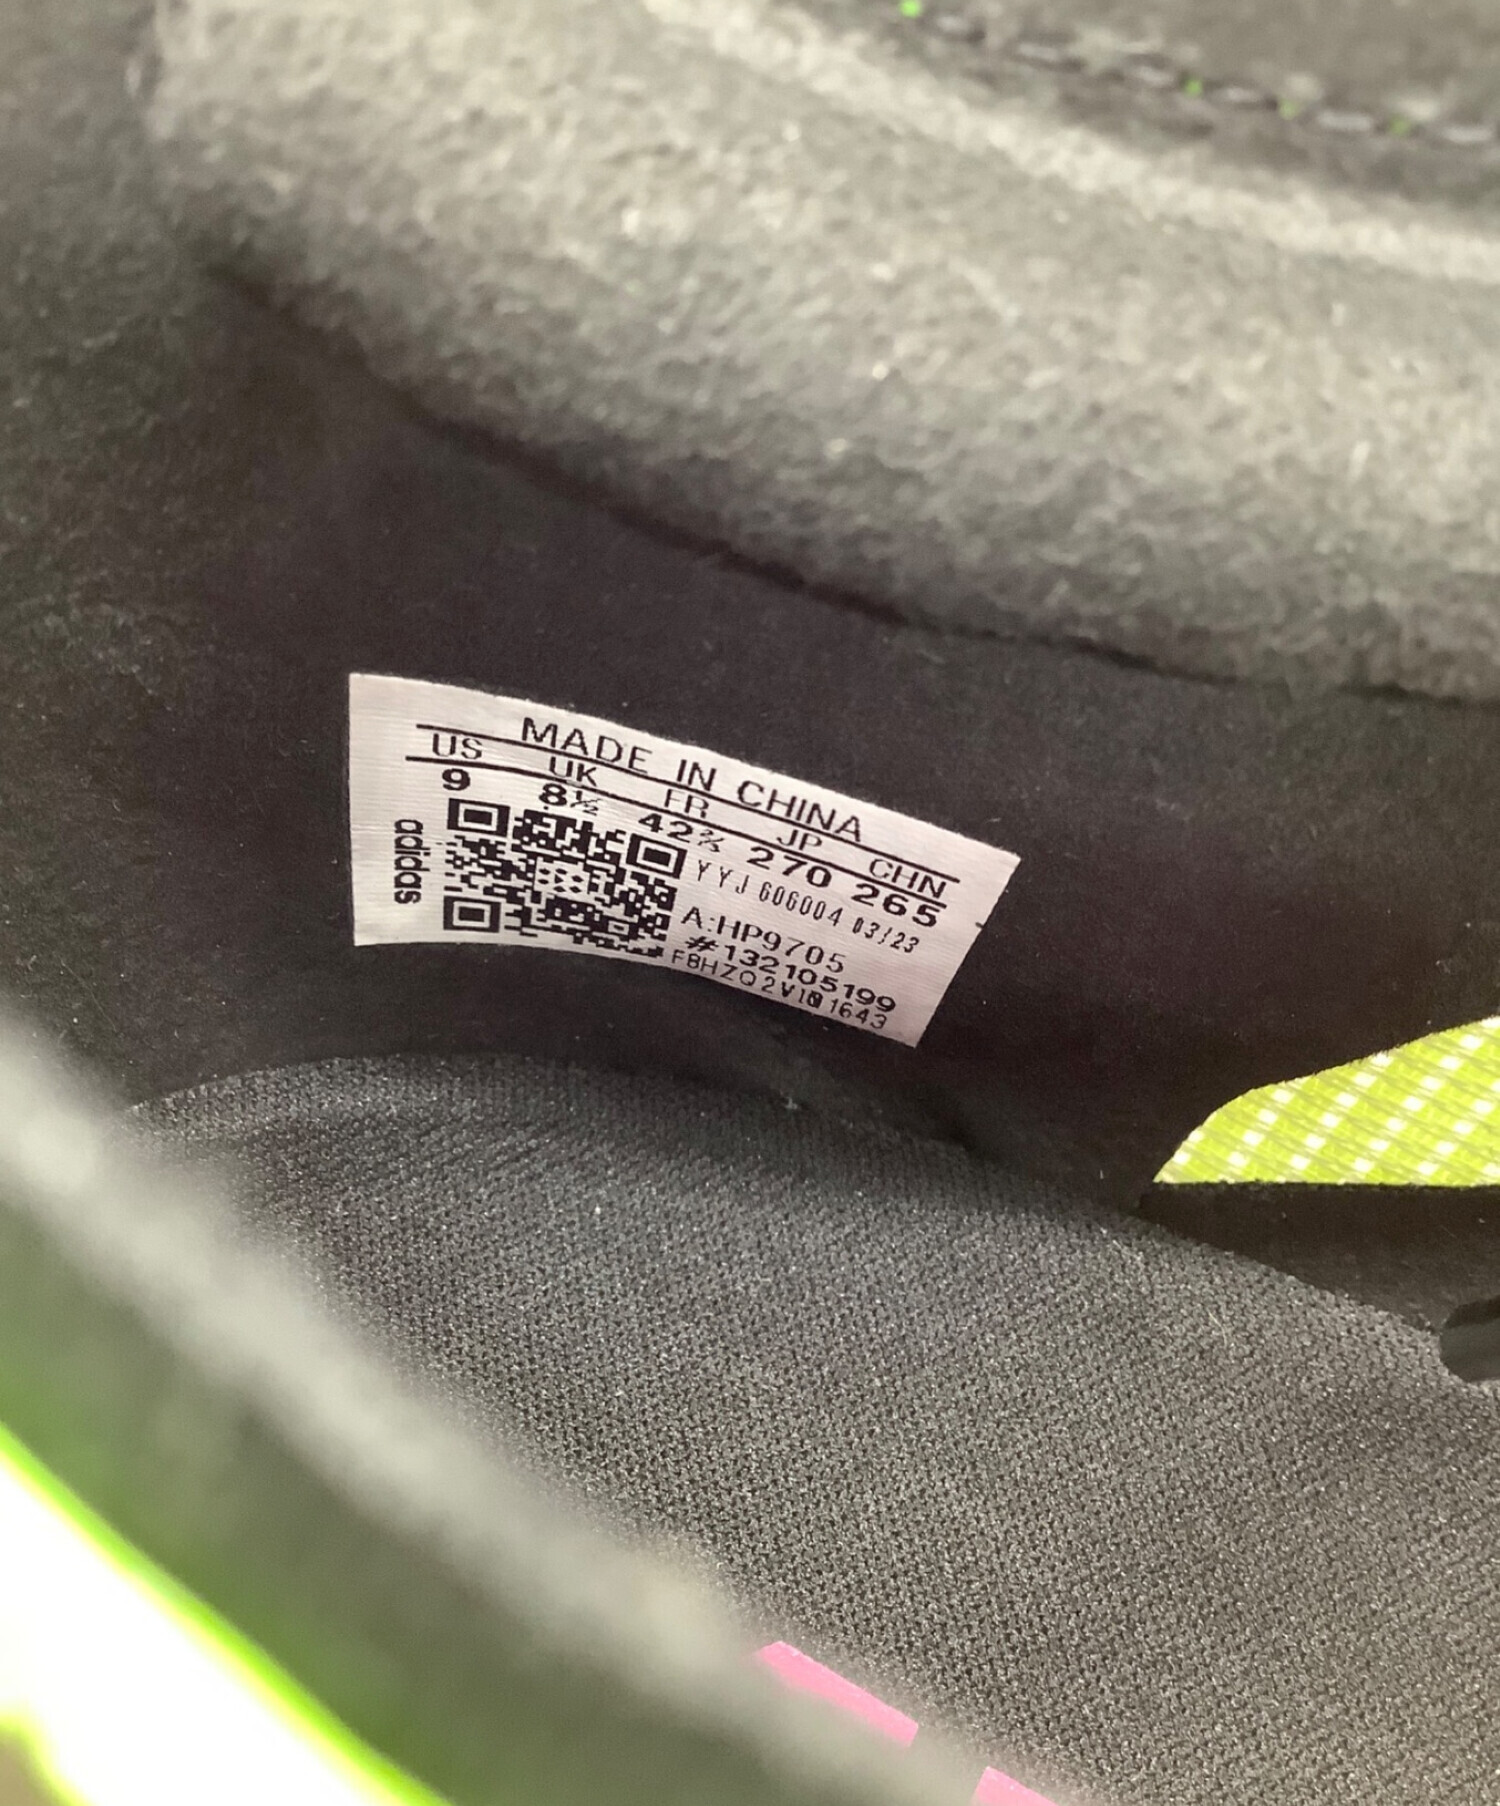 MADE IN CHINA
US UK FR JP CHN
9 8½ 42⅔ 270 265
YYJ 606004 03/23
A:HP9705
#132105199
adidas